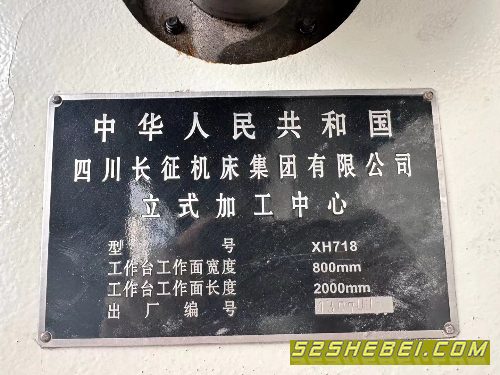 中华人民共和国
四川长征机床集团有限公司
立式加工中心
型 号 XH718
工作台工作面宽度 800mm
工作台工作面长度 2000mm
出厂编号
52SHEBEI.COM